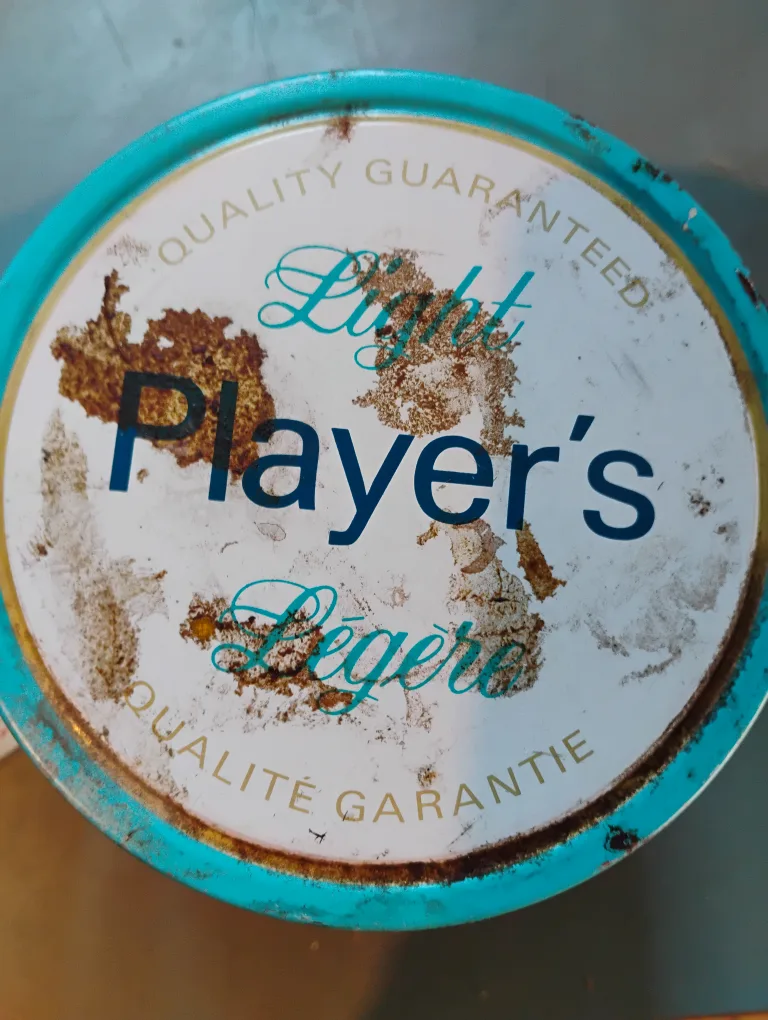 QUALITY GUARANTEED
Light
Player's
Légère
QUALITÉ GARANTIE